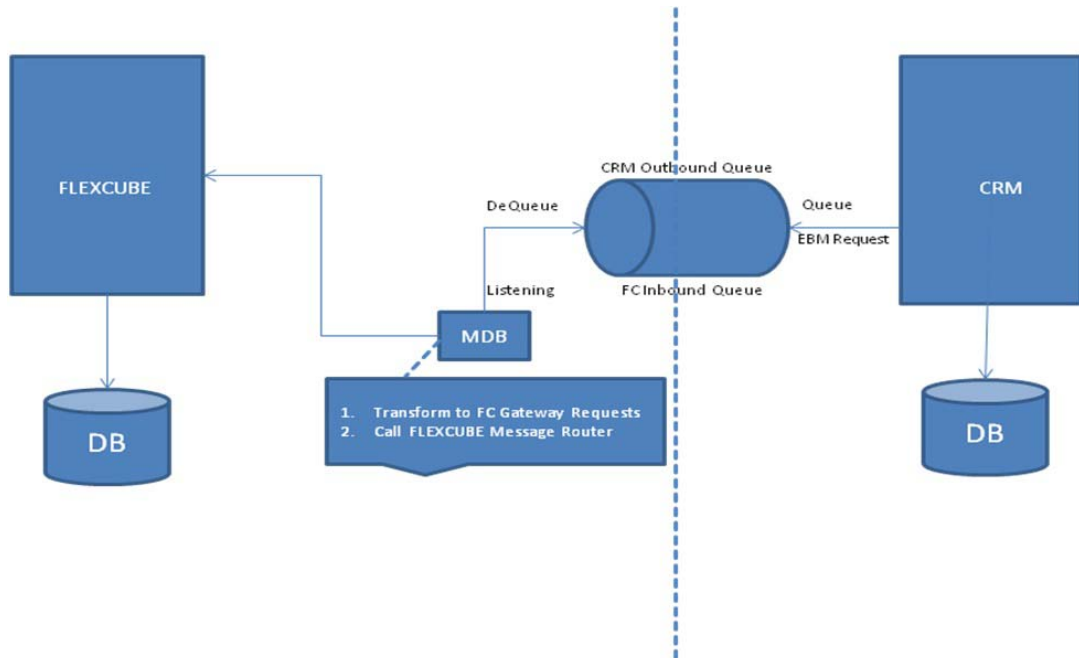 FLEXCUBE
DB
DeQueue
Listening
MDB
1. Transform to FC Gateway Requests
2. Call FLEXCUBE Message Router
CRM Outbound Queue
FC Inbound Queue
Queue
EBM Request
CRM
DB